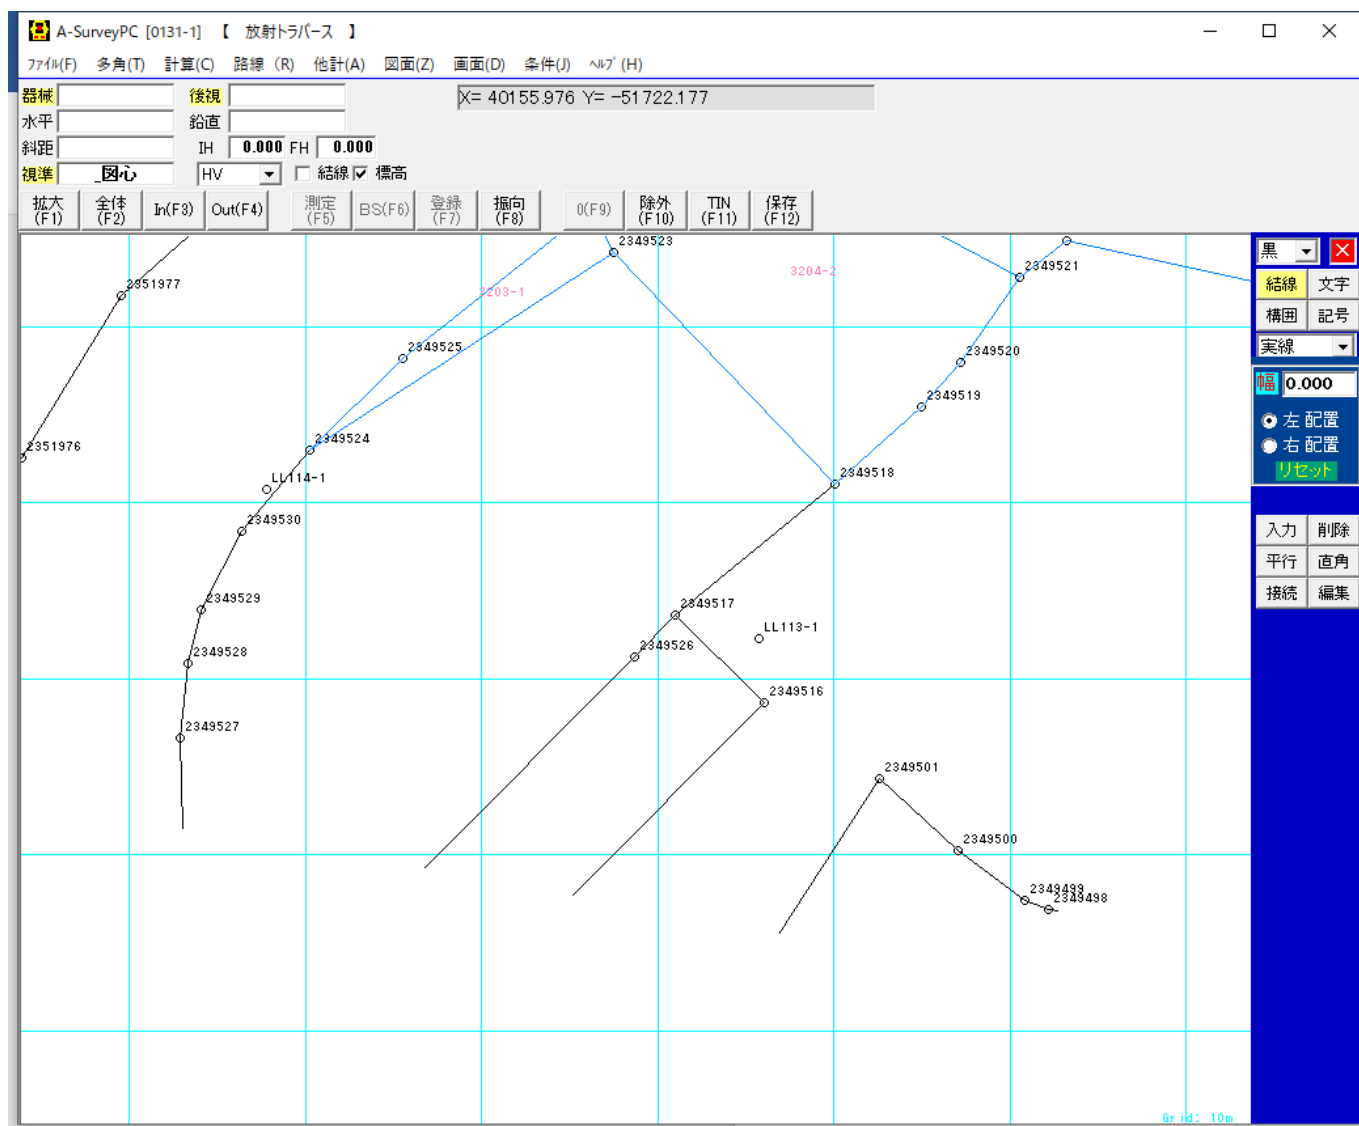 A-SurveyPC [0131-1] 【 放射トラバース 】
ﾌｧｲﾙ(F) 多角(T) 計算(C) 路線 (R) 他計(A) 図面(Z) 画面(D) 条件(J) ﾍﾙﾌﾟ(H)
器械 後視 X= 40155.976 Y= -51722.177
水平 鉛直
斜距 IH 0.000 FH 0.000
視準 _図心 HV 結線 標高
拡大(F1) 全体(F2) In(F3) Out(F4) 測定(F5) BS(F6) 登録(F7) 振向(F8) 0(F9) 除外(F10) TIN(F11) 保存(F12)
2349523
黒
3204-2
2349521
2351977
3203-1
結線 文字
構囲 記号
2349525
2349520
実線
幅 0.000
2349519
左配置
2349524
2351976
右配置
LL114-1
2349518
リセット
2349530
入力 削除
平行 直角
2349529
接続 編集
2349517
LL113-1
2349528
2349526
2349516
2349527
2349501
2349500
2349499
2349498
Grid: 10m